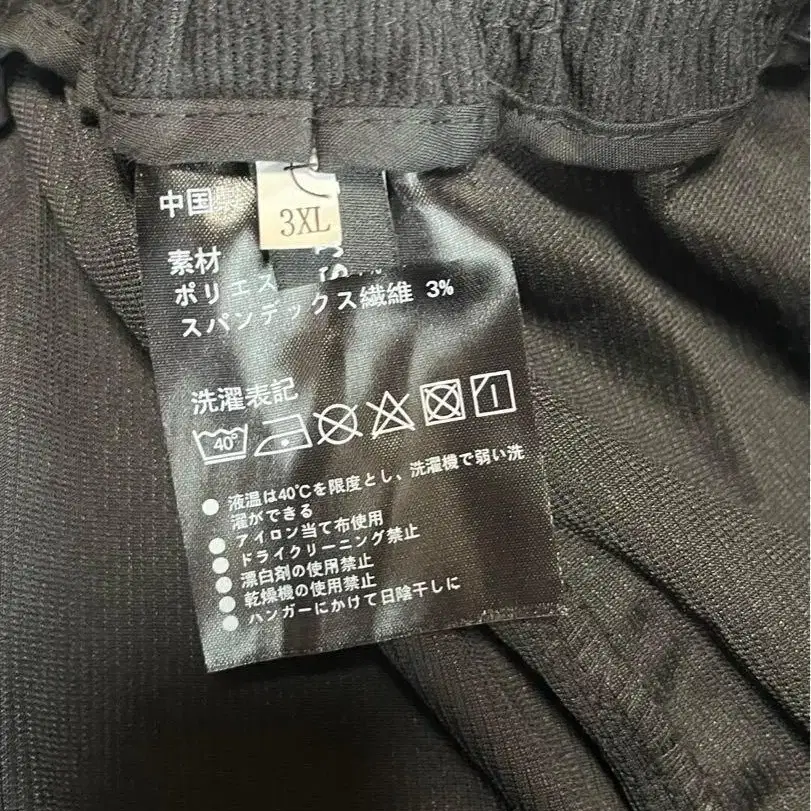 中国
3XL
素材
ポリエス
スパンデックス繊維 3%
洗濯表記
40°
液温は40℃を限度とし、洗濯機で弱い洗
濯ができる
アイロン当て布使用
ドライクリーニング禁止
漂白剤の使用禁止
乾燥機の使用禁止
ハンガーにかけて日陰干しに